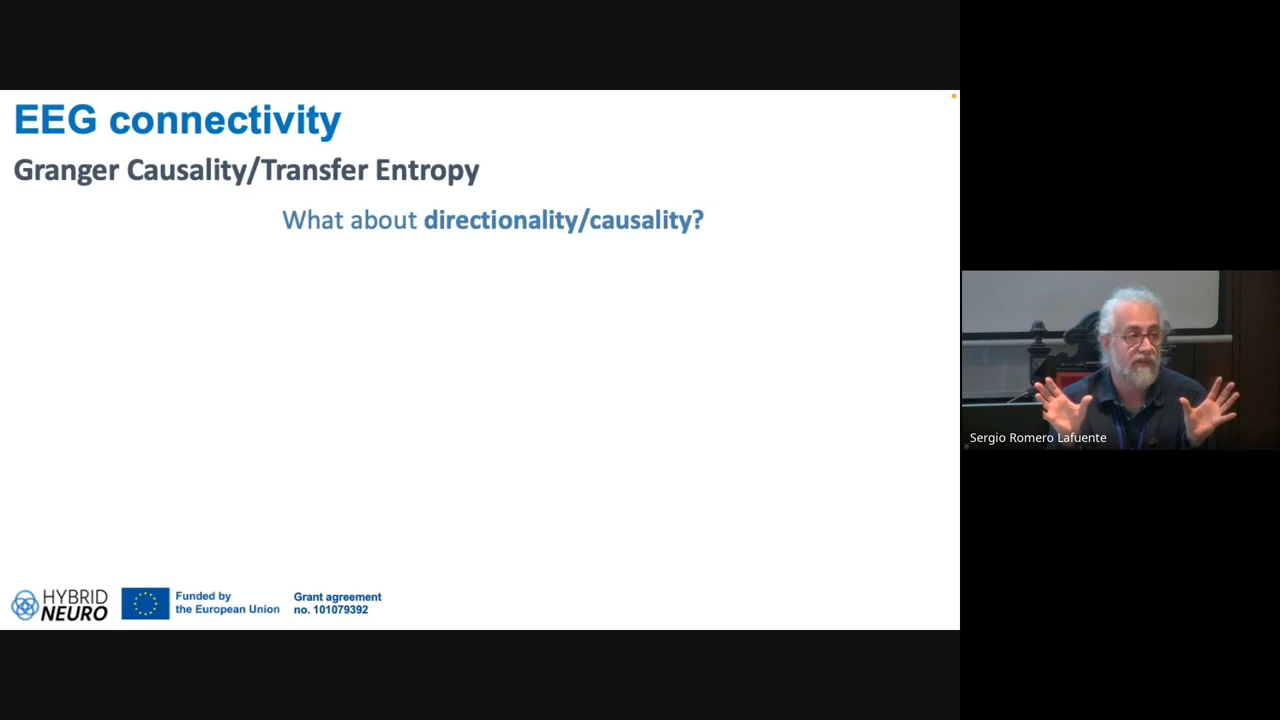 EEG connectivity
Granger Causality/Transfer Entropy
What about directionality/causality?
HYBRID
NEURO
Funded by
the European Union
Grant agreement
no. 101079392
Sergio Romero Lafuente